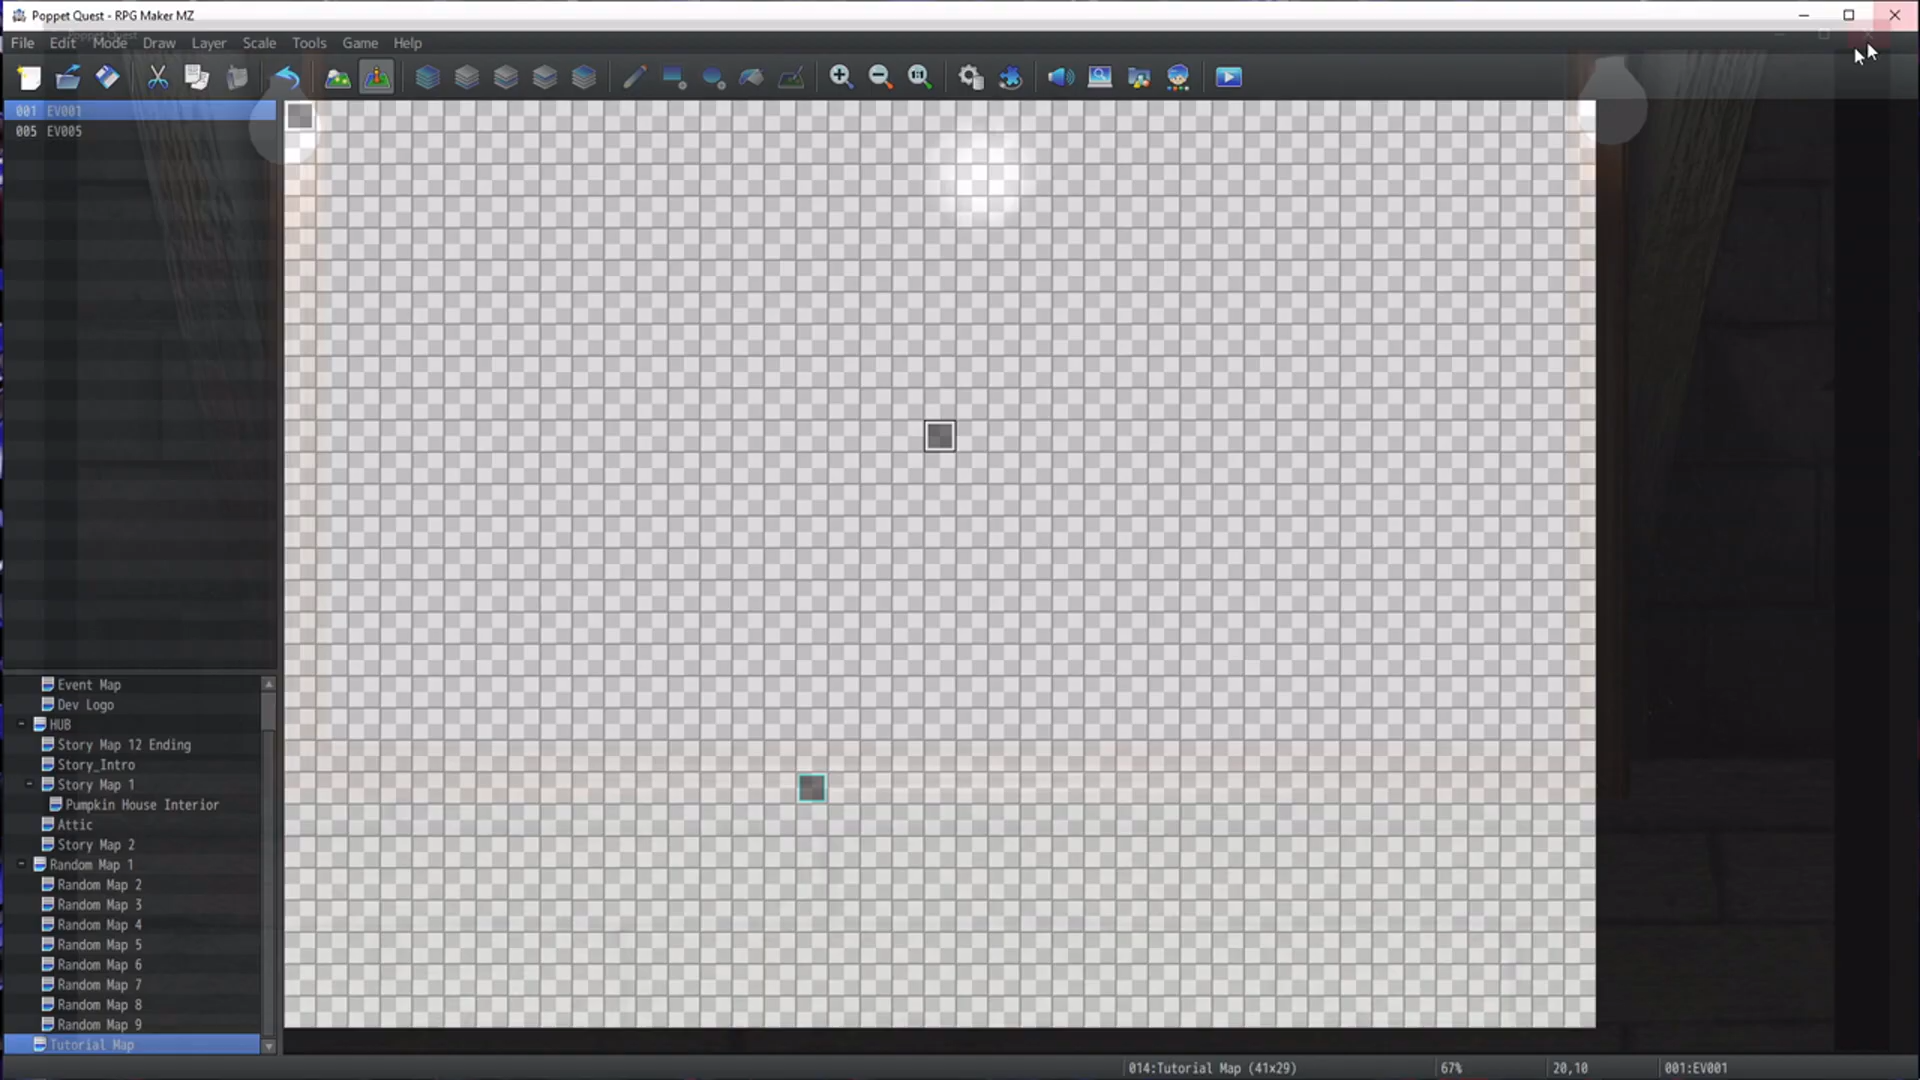 Poppet Quest - RPG Maker MZ
Poppet Quest
File Edit Mode Draw Layer Scale Tools Game Help
1:1
001 EV001
005 EV005
Event Map
Dev Logo
HUB
Story Map 12 Ending
Story_Intro
Story Map 1
Pumpkin House Interior
Attic
Story Map 2
Random Map 1
Random Map 2
Random Map 3
Random Map 4
Random Map 5
Random Map 6
Random Map 7
Random Map 8
Random Map 9
Tutorial Map
014:Tutorial Map (41x29) 67% 20,10 001:EV001